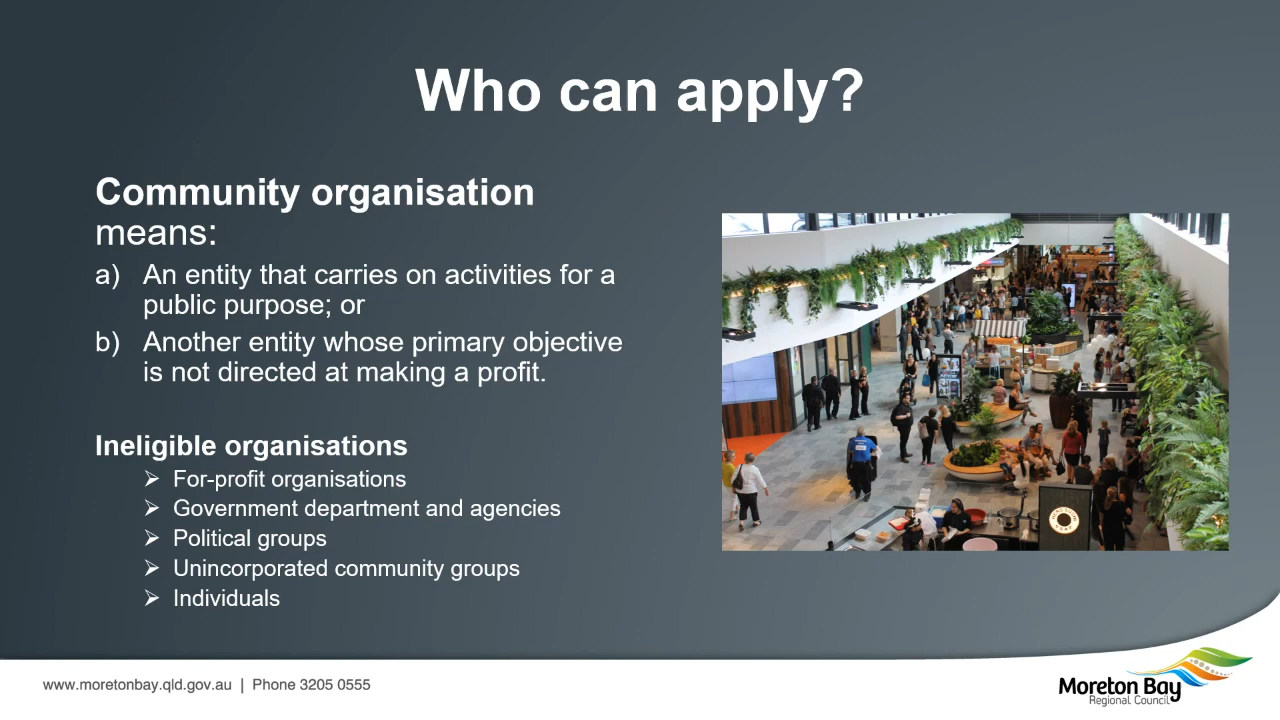 Who can apply?
Community organisation
means:
a) An entity that carries on activities for a
public purpose; or
b) Another entity whose primary objective
is not directed at making a profit.
Ineligible organisations
➢ For-profit organisations
➢ Government department and agencies
➢ Political groups
➢ Unincorporated community groups
➢ Individuals
www.moretonbay.qld.gov.au | Phone 3205 0555
Moreton Bay
Regional Council